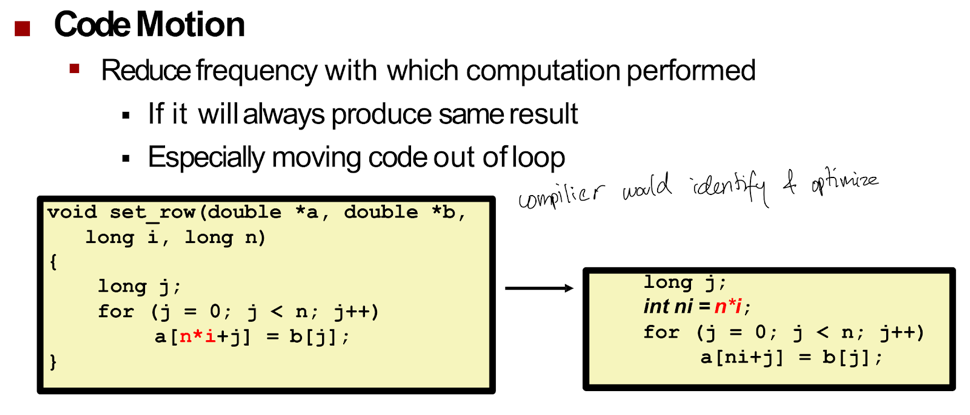 Code Motion
Reduce frequency with which computation performed
If it will always produce same result
Especially moving code out of loop
compilier would identify & optimize
void set_row(double *a, double *b,
long i, long n)
{
long j;
for (j = 0; j < n; j++)
a[n*i+j] = b[j];
}
long j;
int ni = n*i;
for (j = 0; j < n; j++)
a[ni+j] = b[j];